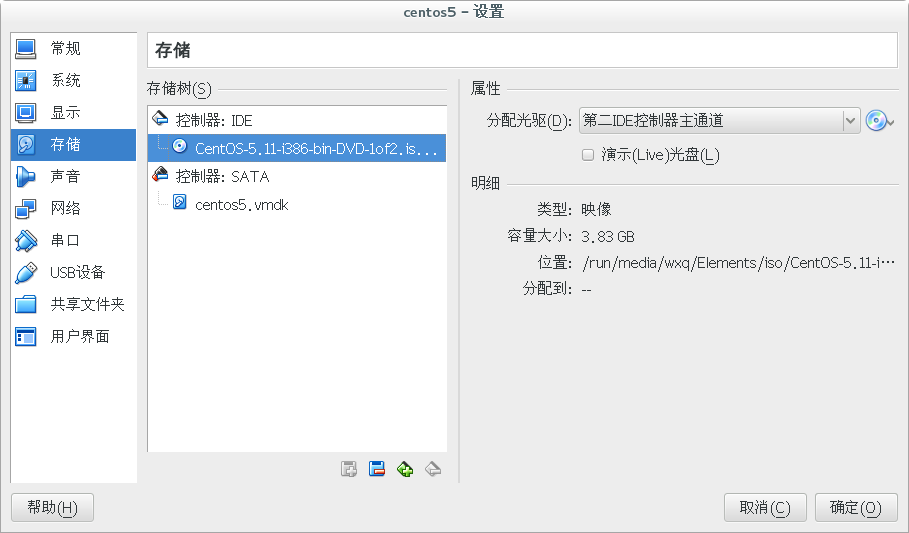 centos5 – 设置
常规
系统
显示
存储
声音
网络
串口
USB设备
共享文件夹
用户界面
存储
存储树(S)
控制器: IDE
CentOS-5.11-i386-bin-DVD-1of2.is...
控制器: SATA
centos5.vmdk
属性
分配光驱(D): 第二IDE控制器主通道
演示(Live)光盘(L)
明细
类型: 映像
容量大小: 3.83 GB
位置: /run/media/wxq/Elements/iso/CentOS-5.11-i···
分配到: --
帮助(H)
取消(C)
确定(O)